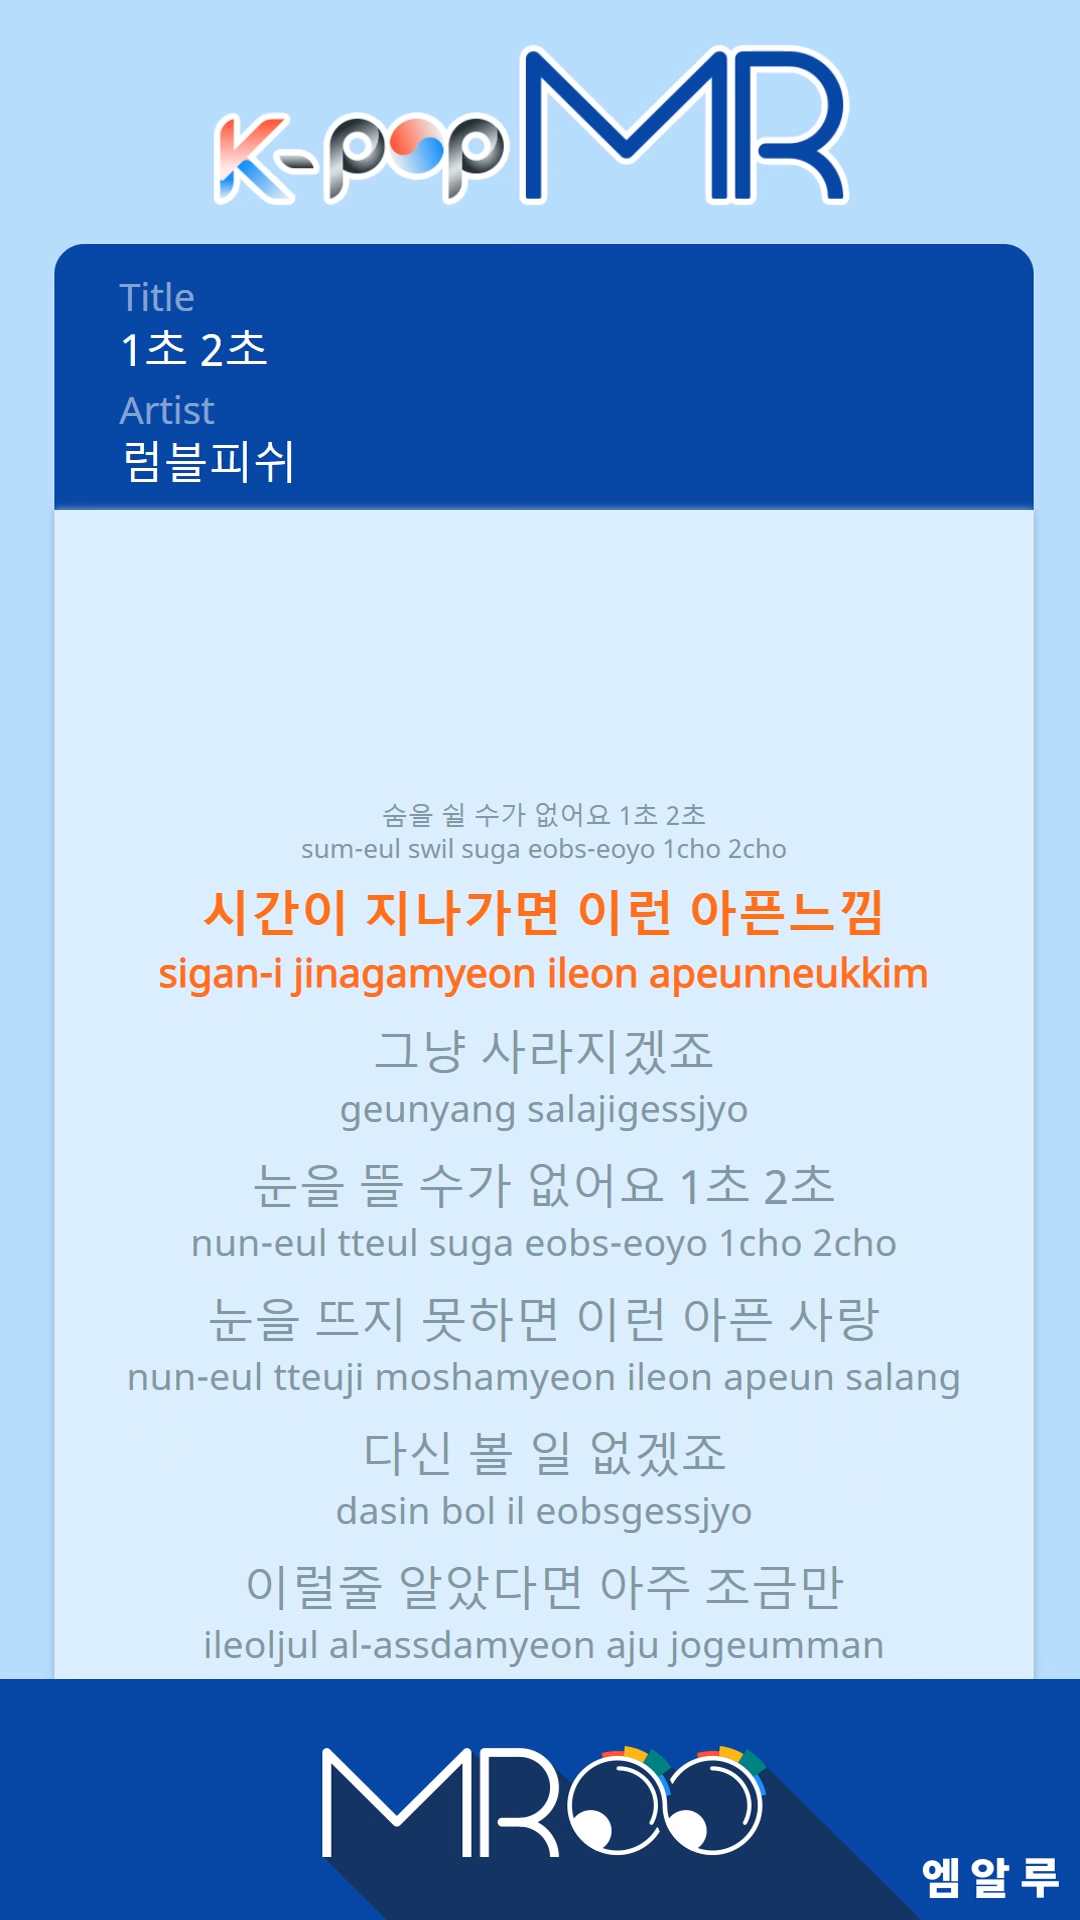 K-pop MR
Title
1초 2초
Artist
럼블피쉬
숨을 쉴 수가 없어요 1초 2초
sum-eul swil suga eobs-eoyo 1cho 2cho
시간이 지나가면 이런 아픈느낌
sigan-i jinagamyeon ileon apeunneukkim
그냥 사라지겠죠
geunyang salajigessjyo
눈을 뜰 수가 없어요 1초 2초
nun-eul tteul suga eobs-eoyo 1cho 2cho
눈을 뜨지 못하면 이런 아픈 사랑
nun-eul tteuji moshamyeon ileon apeun salang
다신 볼 일 없겠죠
dasin bol il eobsgessjyo
이럴줄 알았다면 아주 조금만
ileoljul al-assdamyeon aju jogeumman
MROO
엠알루